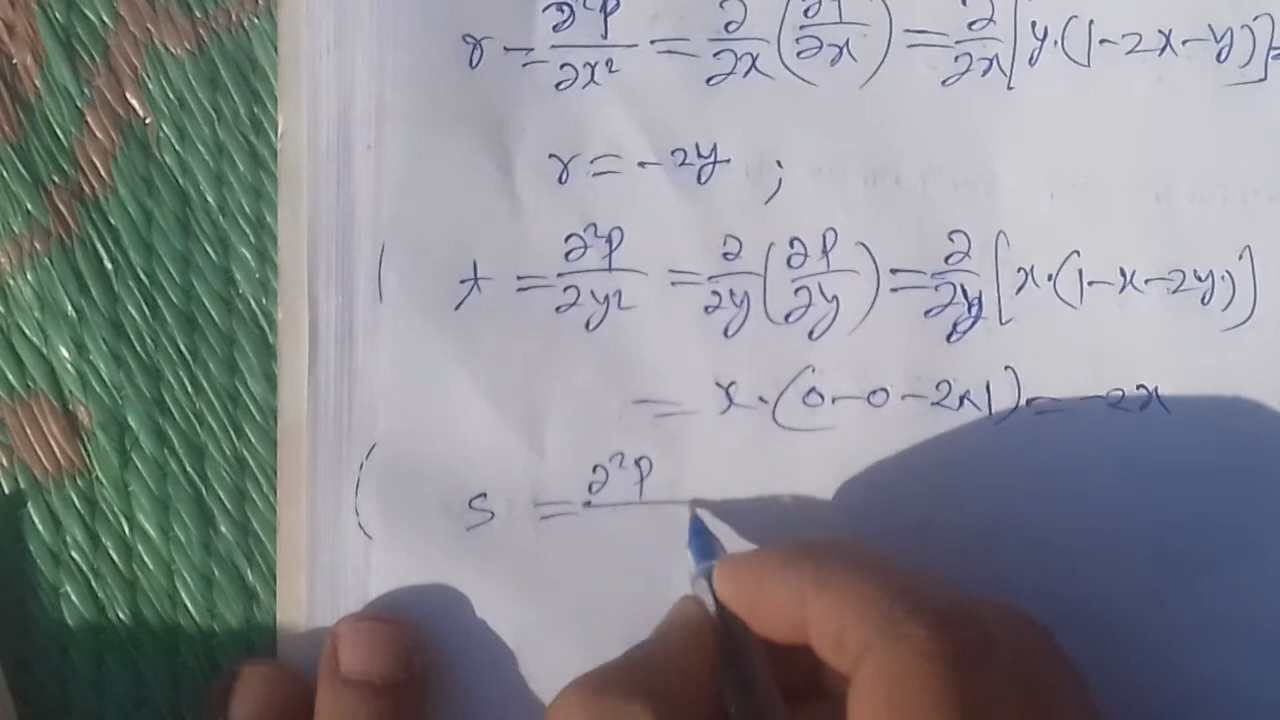 r = ∂²P/∂x² = ∂/∂x (∂P/∂x) = ∂/∂x [y·(1-2x-y)] =
r = -2y ;
t = ∂²P/∂y² = ∂/∂y (∂P/∂y) = ∂/∂y [x·(1-x-2y)]
= x·(0-0-2×1) = -2x
s = ∂²P